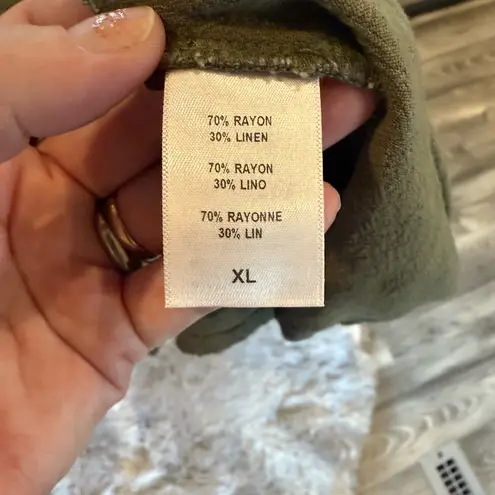 70% RAYON
30% LINEN
70% RAYON
30% LINO
70% RAYONNE
30% LIN
XL